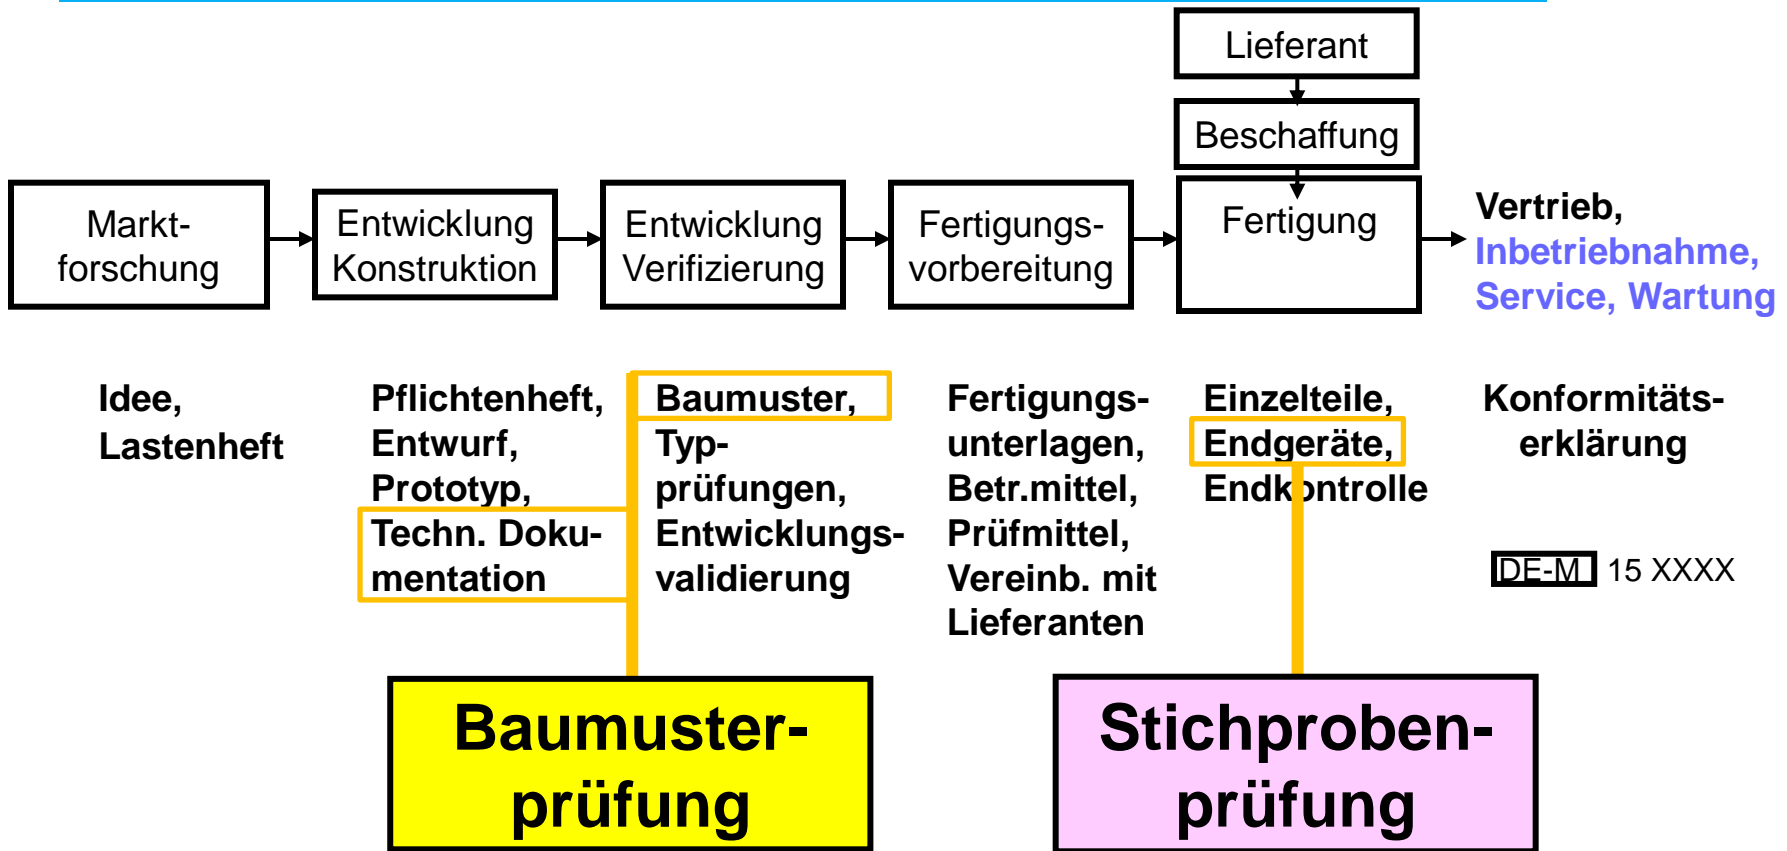 Lieferant
Beschaffung
Markt-
forschung
Entwicklung
Konstruktion
Entwicklung
Verifizierung
Fertigungs-
vorbereitung
Fertigung
Vertrieb,
Inbetriebnahme,
Service, Wartung
Idee,
Lastenheft
Pflichtenheft,
Entwurf,
Prototyp,
Techn. Doku-
mentation
Baumuster,
Typ-
prüfungen,
Entwicklungs-
validierung
Fertigungs-
unterlagen,
Betr.mittel,
Prüfmittel,
Vereinb. mit
Lieferanten
Einzelteile,
Endgeräte,
Endkontrolle
Konformitäts-
erklärung
DE-M 15 XXXX
Baumuster-
prüfung
Stichproben-
prüfung